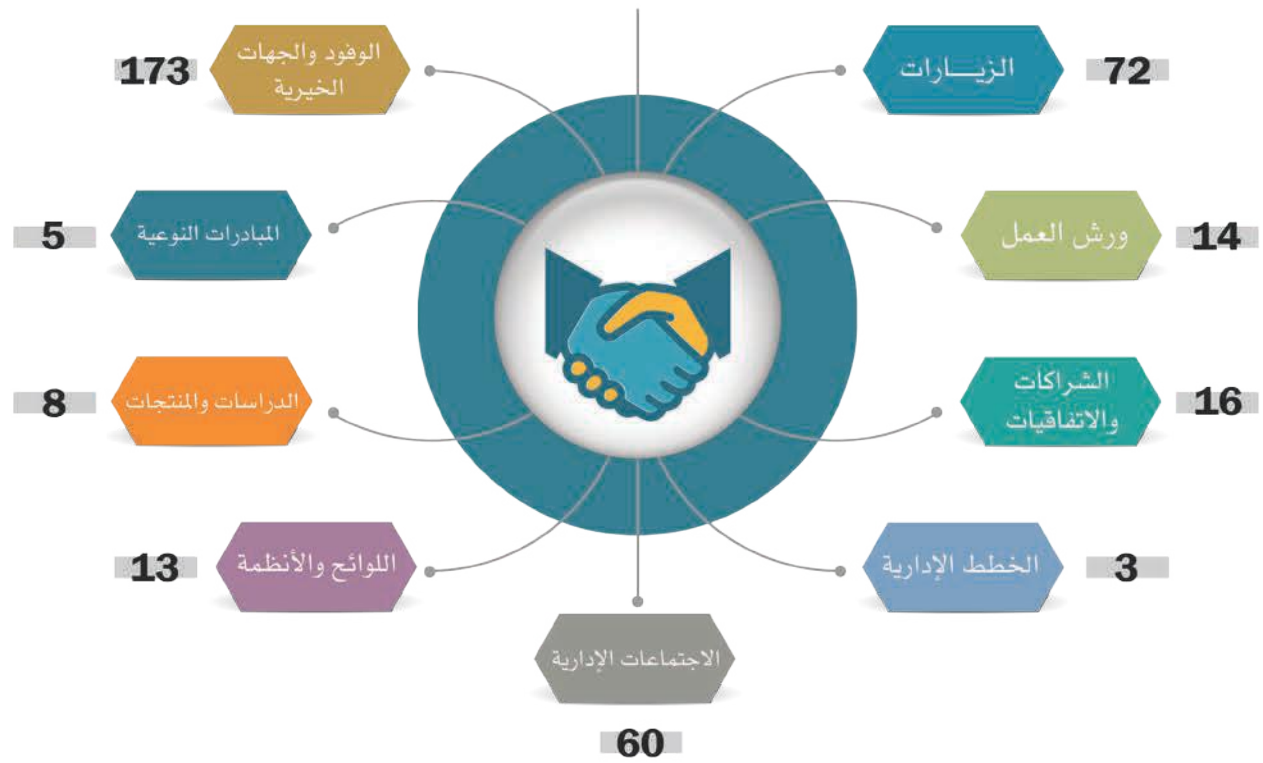 الزيــارات
72
الوفود والجهات
الخيرية
173
ورش العمل
14
المبادرات النوعية
5
الشراكات
والاتفاقيات
16
الدراسات والمنتجات
8
الخطط الإدارية
3
اللوائح والأنظمة
13
الاجتماعات الإدارية
60